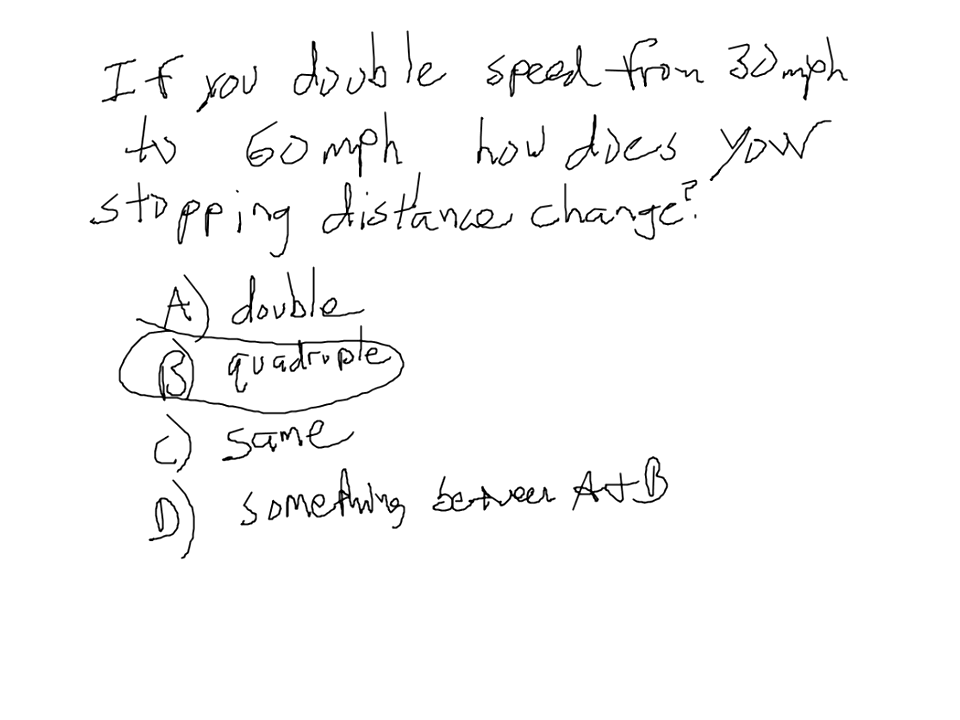 If you double speed from 30mph
to 60mph how does your
stopping distance change?
A) double
B) quadruple
C) same
D) something between A+B